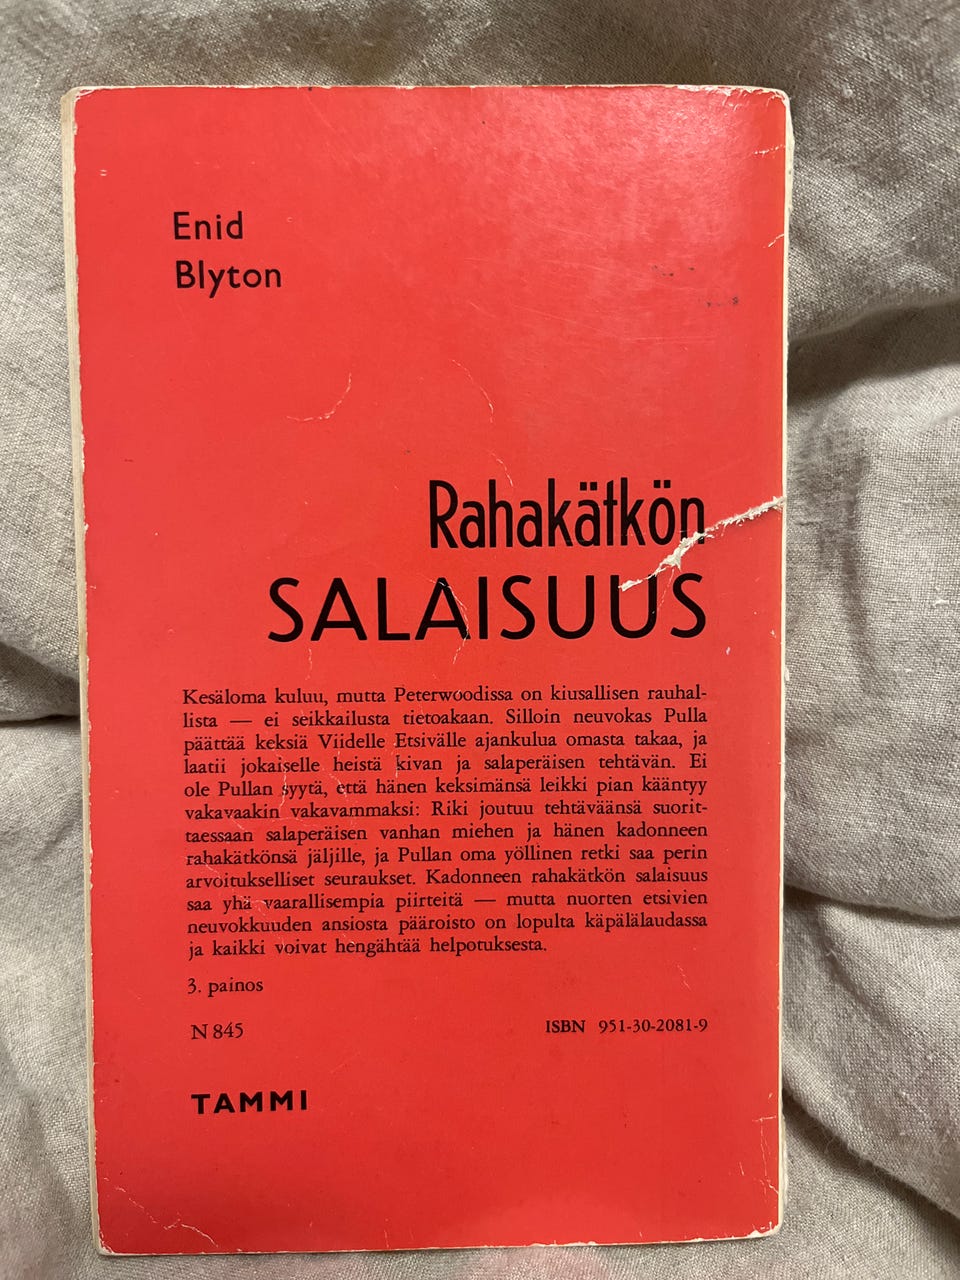 Enid
Blyton
Rahakätkön
SALAISUUS
Kesäloma kuluu, mutta Peterwoodissa on kiusallisen rauhal-
lista — ei seikkailusta tietoakaan. Silloin neuvokas Pulla
päättää keksiä Viidelle Etsivälle ajankulua omasta takaa, ja
laatii jokaiselle heistä kivan ja salaperäisen tehtävän. Ei
ole Pullan syytä, että hänen keksimänsä leikki pian kääntyy
vakavaakin vakavammaksi: Riki joutuu tehtäväänsä suorit-
taessaan salaperäisen vanhan miehen ja hänen kadonneen
rahakätkönsä jäljille, ja Pullan oma yöllinen retki saa perin
arvoitukselliset seuraukset. Kadonneen rahakätkön salaisuus
saa yhä vaarallisempia piirteitä — mutta nuorten etsivien
neuvokkuuden ansiosta pääroisto on lopulta käpälälaudassa
ja kaikki voivat hengähtää helpotuksesta.
3. painos
N 845 ISBN 951-30-2081-9
TAMMI